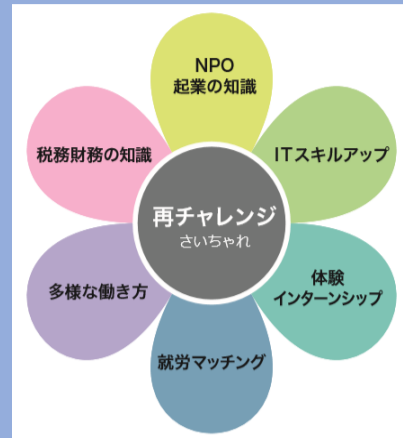 NPO
起業の知識
税務財務の知識
ITスキルアップ
再チャレンジ
さいちゃれ
多様な働き方
体験
インターンシップ
就労マッチング